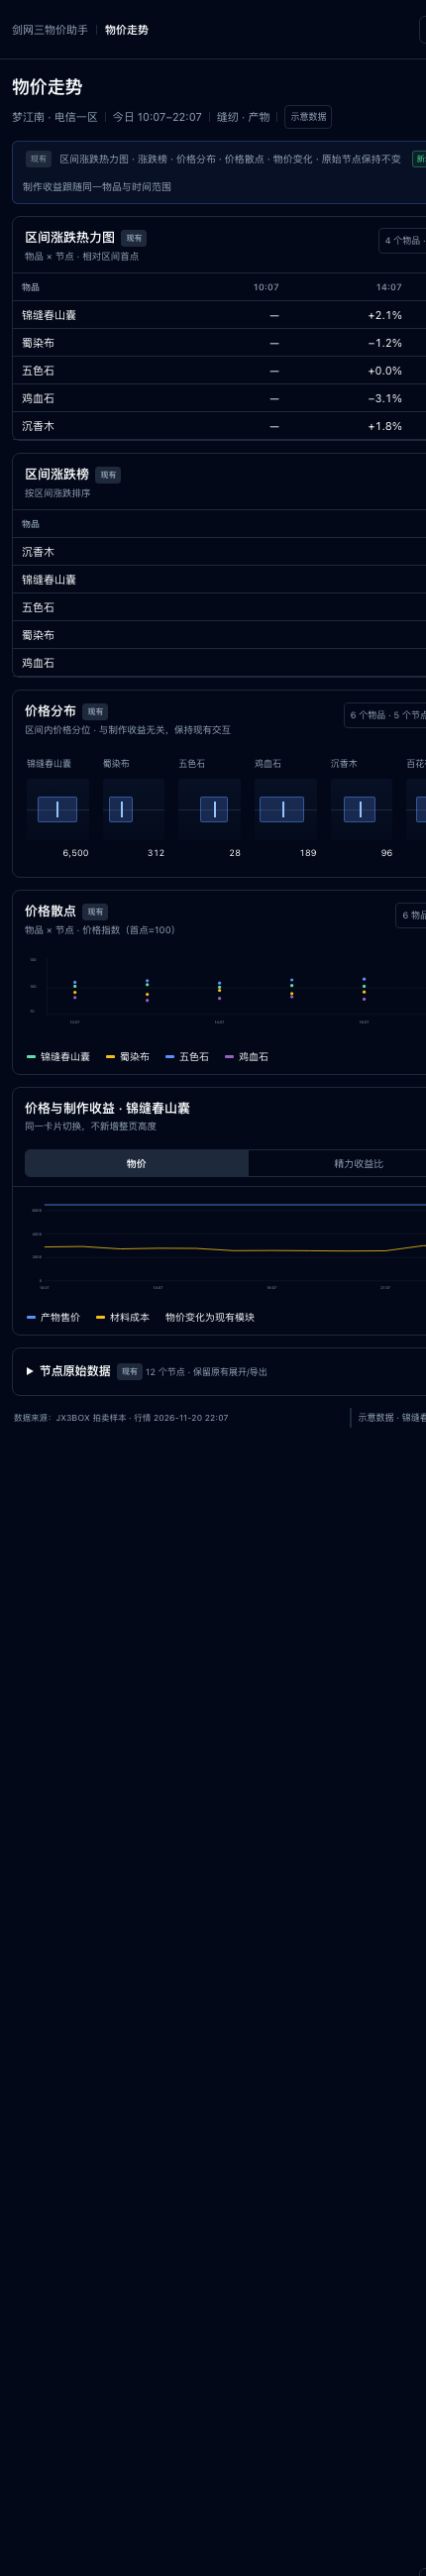 剑网三物价助手 | 物价走势
物价走势
梦江南 · 电信一区 | 今日 10:07–22:07 | 缝纫 · 产物 | 示意数据
现有 区间涨跌热力图 · 涨跌榜 · 价格分布 · 价格散点 · 物价变化 · 原始节点保持不变 新
制作收益跟随同一物品与时间范围
区间涨跌热力图 现有
4 个物品 ·
物品 × 节点 · 相对区间首点
物品 10:07 14:07
锦缝春山囊 — +2.1%
蜀染布 — −1.2%
五色石 — +0.0%
鸡血石 — −3.1%
沉香木 — +1.8%
区间涨跌榜 现有
按区间涨跌排序
物品
沉香木
锦缝春山囊
五色石
蜀染布
鸡血石
价格分布 现有
6 个物品 · 5 个节点
区间内价格分位 · 与制作收益无关，保持现有交互
锦缝春山囊 蜀染布 五色石 鸡血石 沉香木 百花
6,500 312 28 189 96
价格散点 现有
6 物品
物品 × 节点 · 价格指数（首点=100）
锦缝春山囊 蜀染布 五色石 鸡血石
价格与制作收益 · 锦缝春山囊
同一卡片切换，不新增整页高度
物价 精力收益比
产物售价 材料成本 物价变化为现有模块
▶ 节点原始数据 现有 12 个节点 · 保留原有展开/导出
数据来源：JX3BOX 拍卖样本 · 行情 2026-11-20 22:07
示意数据 · 锦缝春